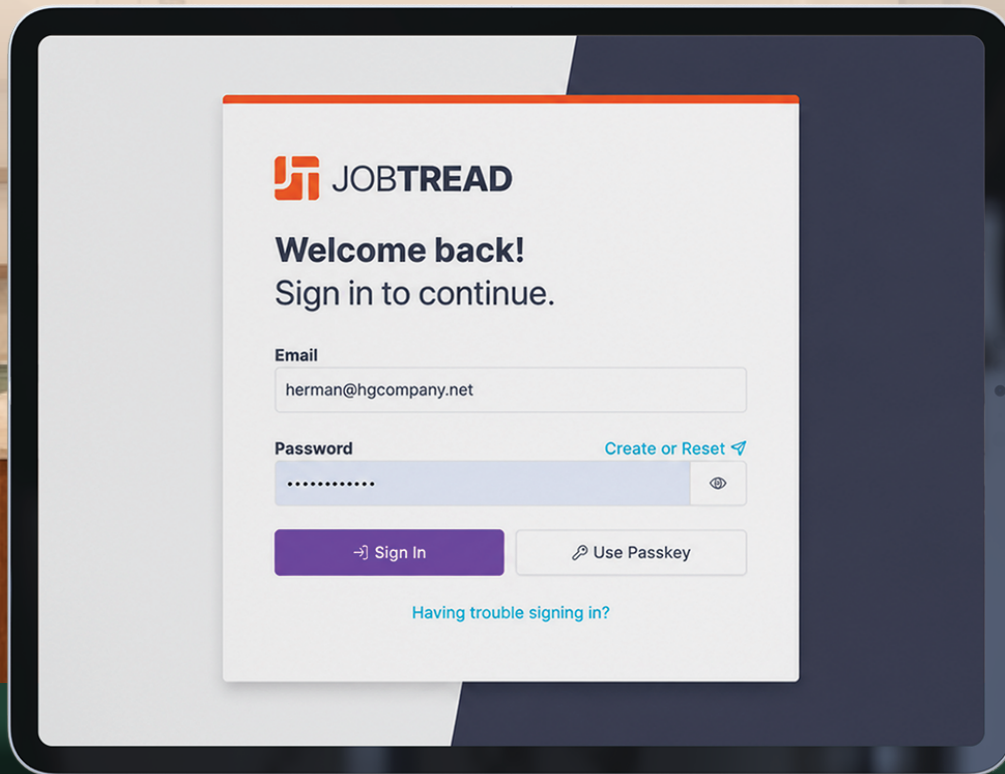 JOBTREAD
Welcome back!
Sign in to continue.
Email
herman@hgcompany.net
Password
Create or Reset
••••••••••••
Sign In
Use Passkey
Having trouble signing in?